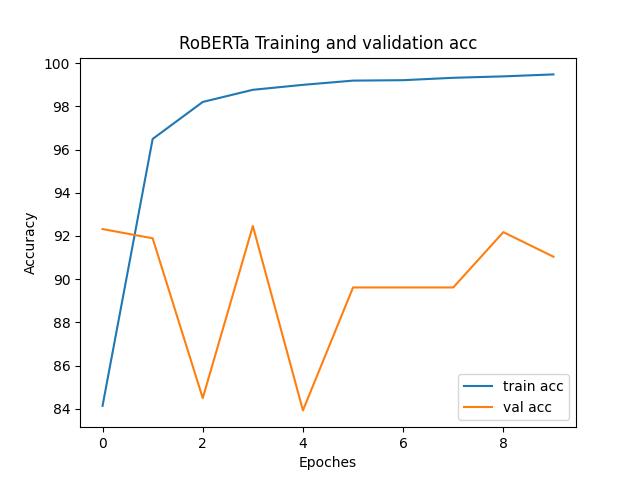 RoBERTa Training and validation acc
100
98
96
94
92
90
88
86
84
Accuracy
train acc
val acc
0 2 4 6 8
Epoches